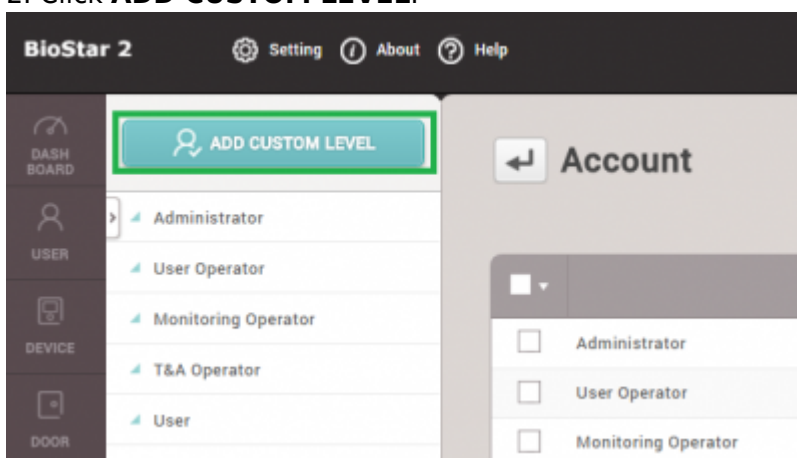 2. Click ADD CUSTOM LEVEL.
BioStar 2
Setting
About
Help
DASH
BOARD
USER
DEVICE
DOOR
ADD CUSTOM LEVEL
Administrator
User Operator
Monitoring Operator
T&A Operator
User
Account
Administrator
User Operator
Monitoring Operator